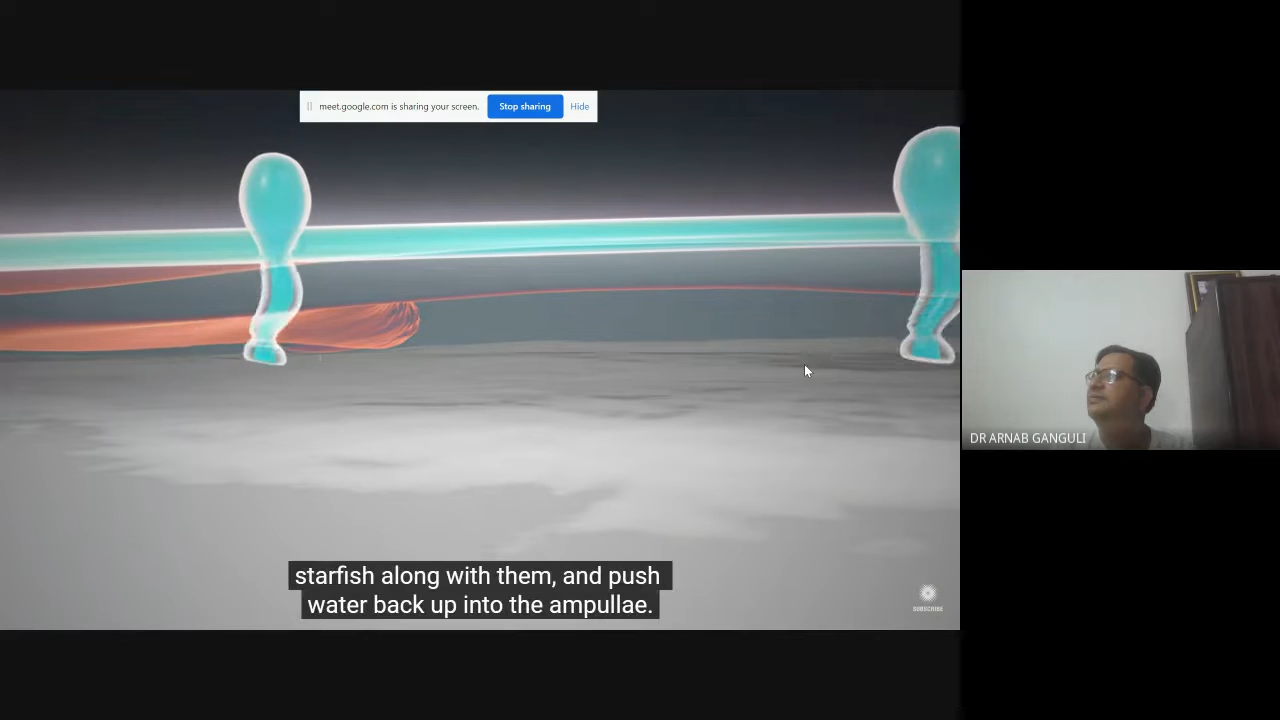 meet.google.com is sharing your screen.
Stop sharing
Hide
DR ARNAB GANGULI
starfish along with them, and push
water back up into the ampullae.
SUBSCRIBE